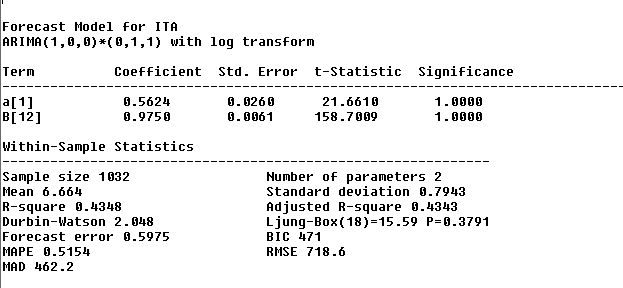 Forecast Model for ITA
ARIMA(1,0,0)*(0,1,1) with log transform
Term Coefficient Std. Error t-Statistic Significance
--------------------------------------------------------------------------------
a[1] 0.5624 0.0260 21.6610 1.0000
B[12] 0.9750 0.0061 158.7009 1.0000
Within-Sample Statistics
---------------------------------------------------------------
Sample size 1032 Number of parameters 2
Mean 6.664 Standard deviation 0.7943
R-square 0.4348 Adjusted R-square 0.4343
Durbin-Watson 2.048 Ljung-Box(18)=15.59 P=0.3791
Forecast error 0.5975 BIC 471
MAPE 0.5154 RMSE 718.6
MAD 462.2